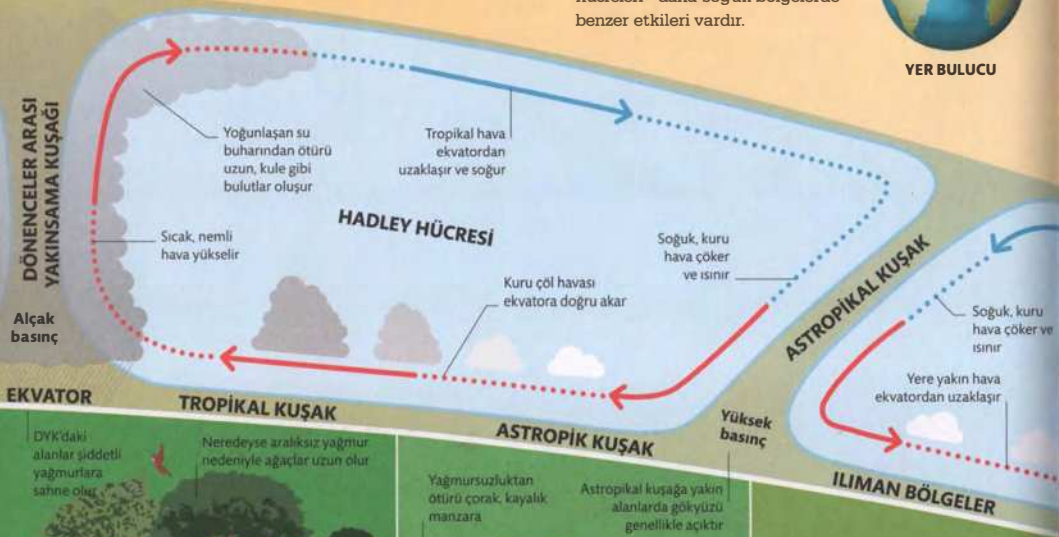 benzer etkileri vardır.
YER BULUCU
DÖNENCELER ARASI
YAKINSAMA KUŞAĞI
Yoğunlaşan su
buharından ötürü
uzun, kule gibi
bulutlar oluşur
Tropikal hava
ekvatordan
uzaklaşır ve soğur
HADLEY HÜCRESİ
Sıcak, nemli
hava yükselir
Soğuk, kuru
hava çöker
ve ısınır
Kuru çöl havası
ekvatora doğru akar
ASTROPİKAL KUŞAK
Soğuk, kuru
hava çöker ve
ısınır
Alçak
basınç
Yere yakın hava
ekvatordan uzaklaşır
EKVATOR
TROPİKAL KUŞAK
ASTROPİK KUŞAK
Yüksek
basınç
ILIMAN BÖLGELER
DYK'daki
alanlar şiddetli
yağmurlara
sahne olur
Neredeyse aralıksız yağmur
nedeniyle ağaçlar uzun olur
Yağmursuzluktan
ötürü çorak, kayalık
manzara
Astropikal kuşağa yakın
alanlarda gökyüzü
genellikle açıktır